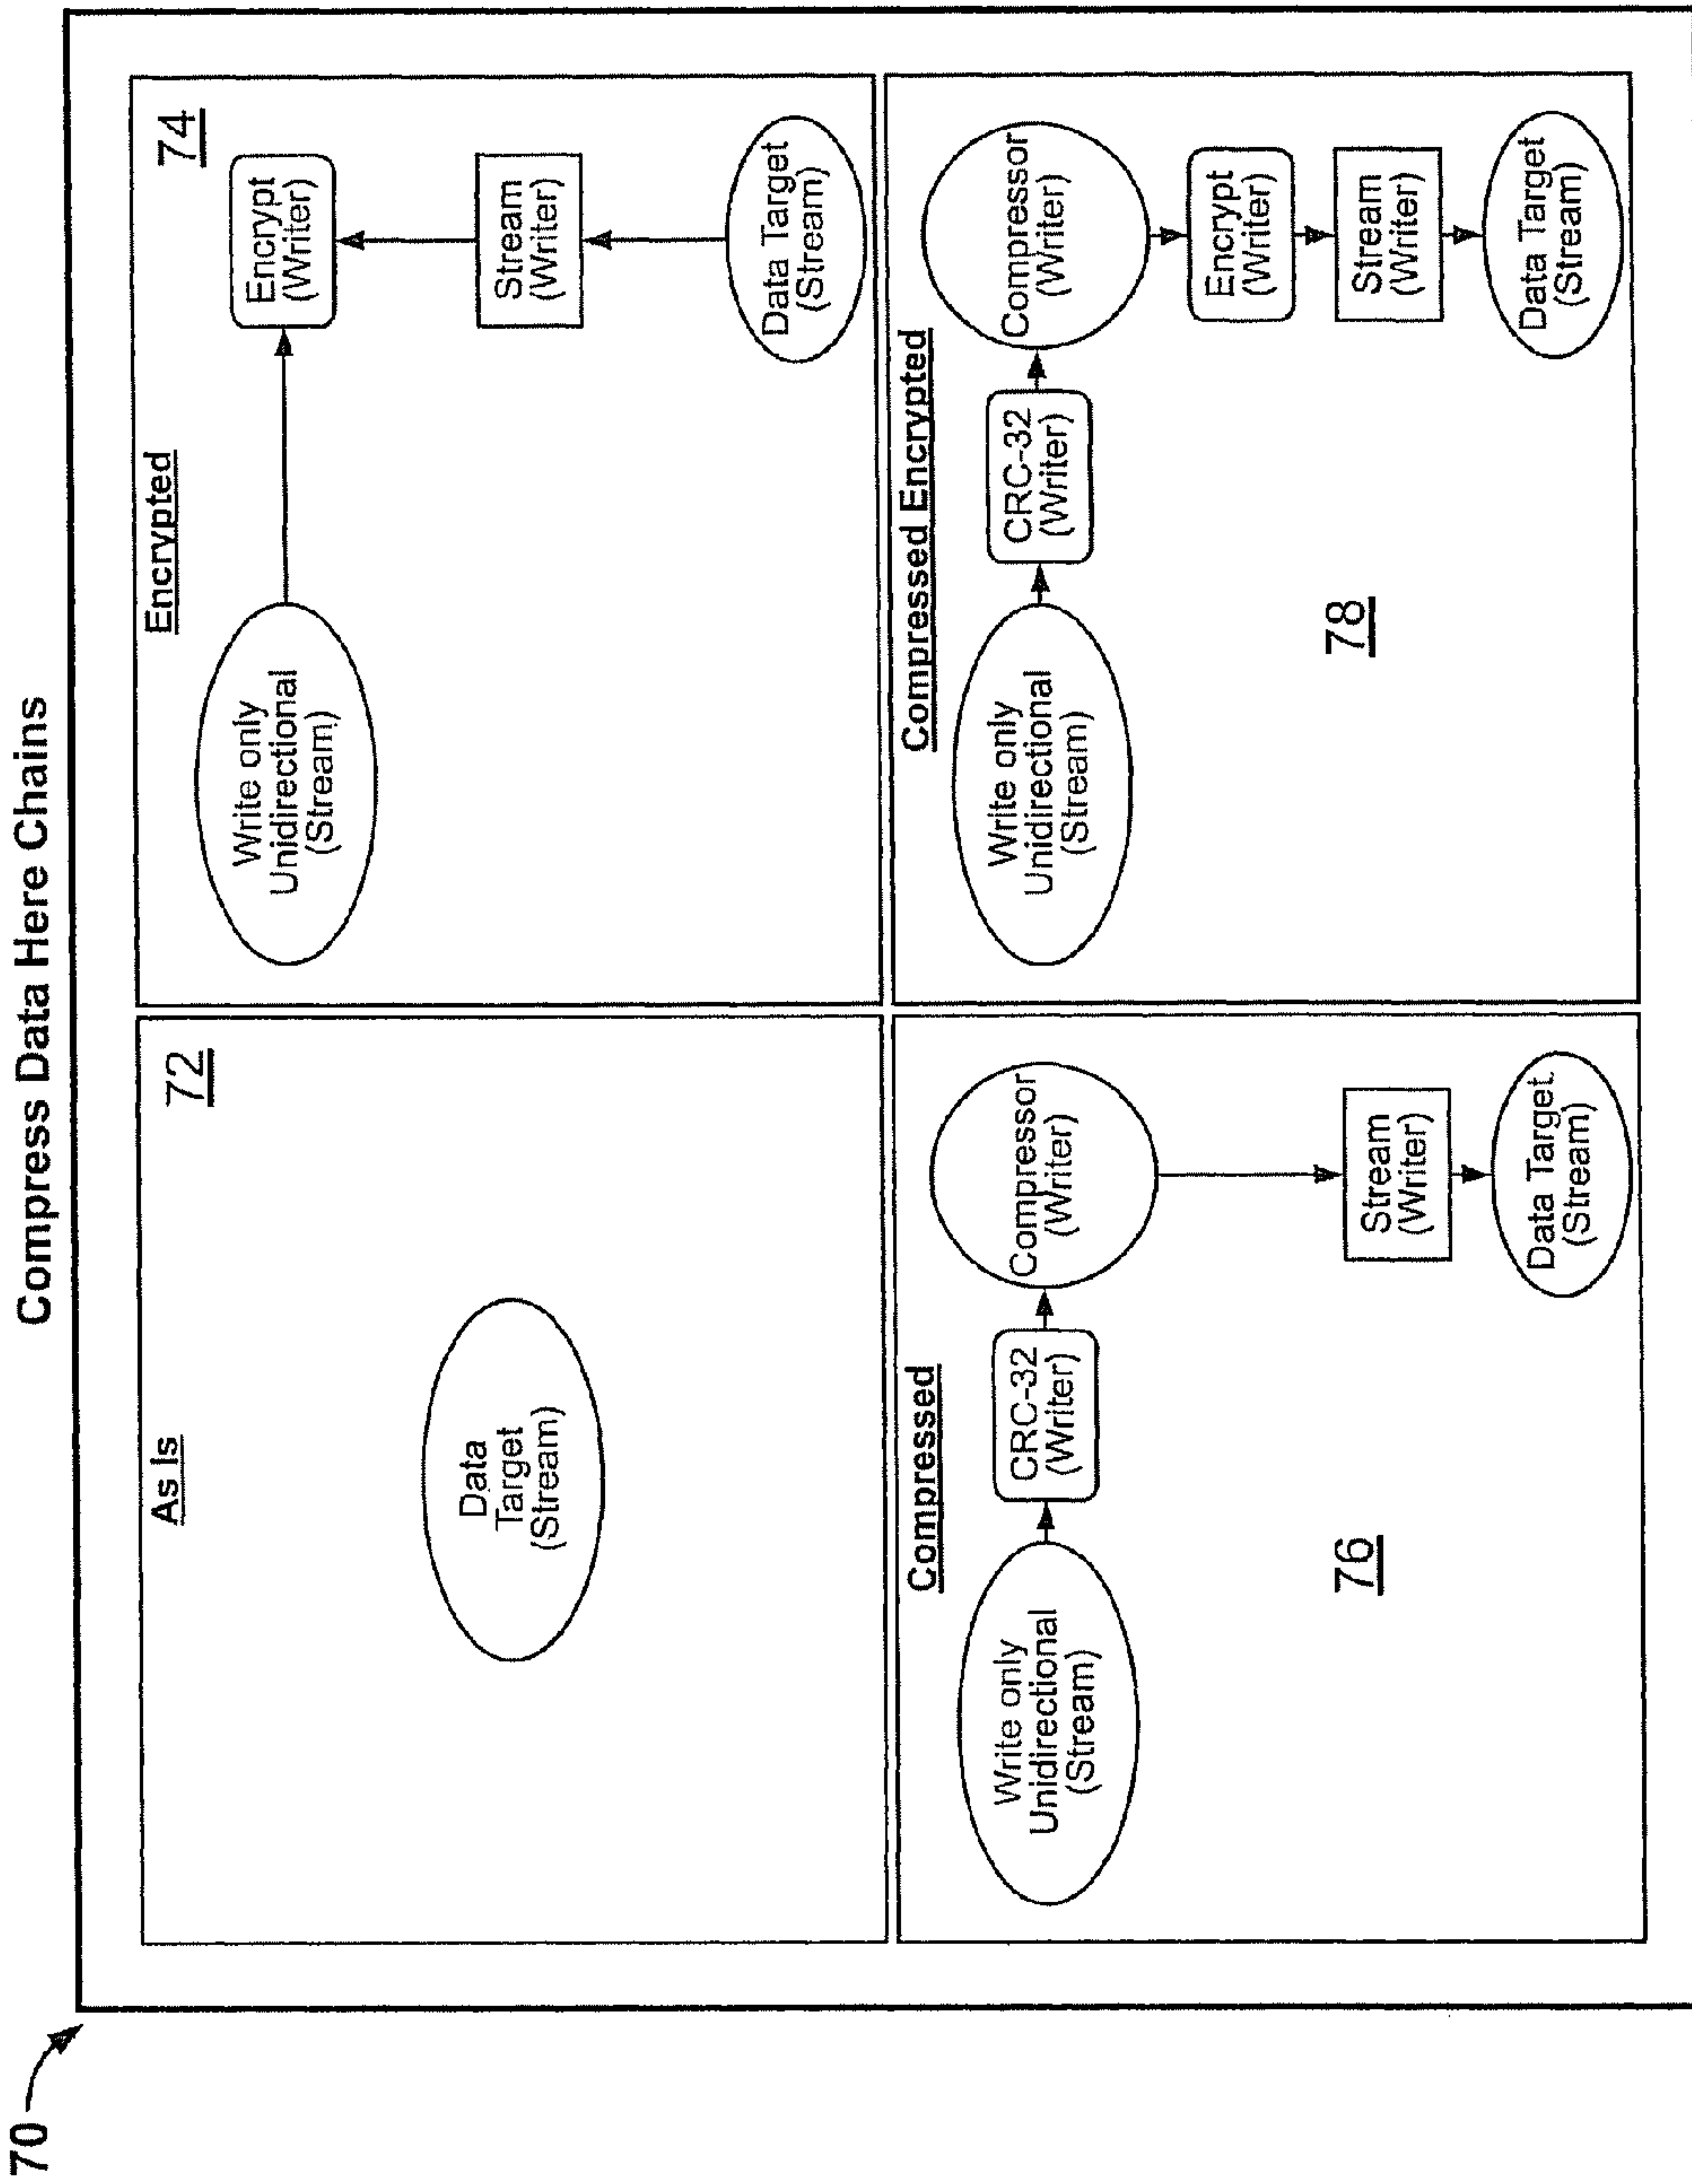 Compress Data Here Chains
70
As Is
72
Data
Target
(Stream)
Encrypted
74
Write only
Unidirectional
(Stream)
Encrypt
(Writer)
Stream
(Writer)
Data Target
(Stream)
Compressed
Write only
Unidirectional
(Stream)
CRC-32
(Writer)
Compressor
(Writer)
Stream
(Writer)
Data Target.
(Stream)
76
Compressed Encrypted
Write only
Unidirectional
(Stream)
CRC-32
(Writer)
Compressor
(Writer)
Encrypt
(Writer)
Stream
(Writer)
Data Target
(Stream)
78